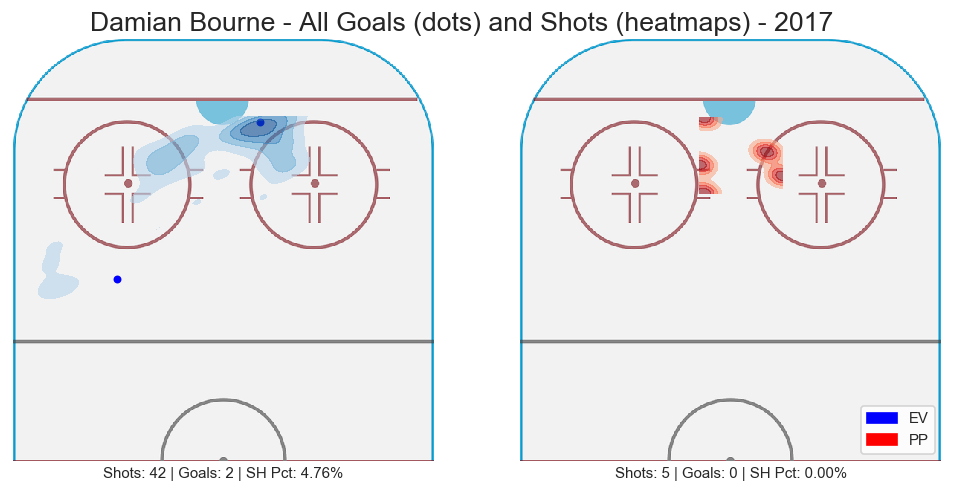 Damian Bourne - All Goals (dots) and Shots (heatmaps) - 2017
EV
PP
Shots: 42 | Goals: 2 | SH Pct: 4.76%
Shots: 5 | Goals: 0 | SH Pct: 0.00%